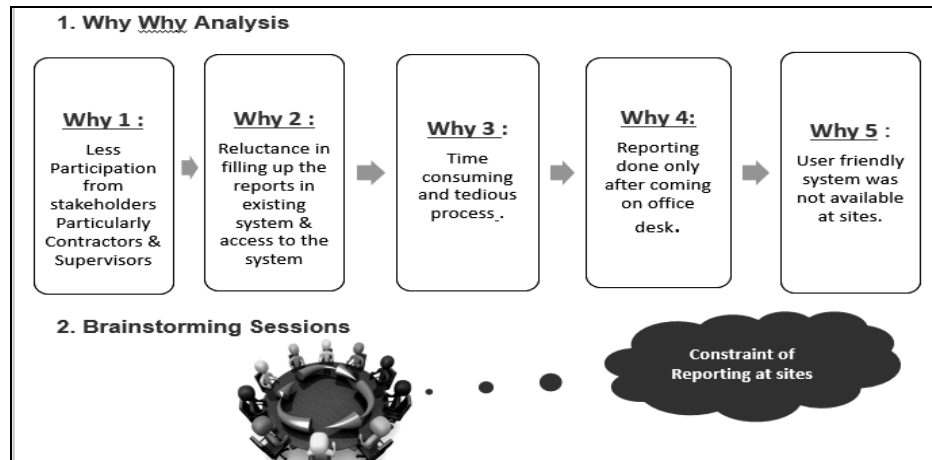 1. Why Why Analysis
Why 1 :
Less
Participation
from
stakeholders
Particularly
Contractors &
Supervisors
Why 2 :
Reluctance in
filling up the
reports in
existing
system &
access to the
system
Why 3 :
Time
consuming
and tedious
process .
Why 4:
Reporting
done only
after coming
on office
desk.
Why 5 :
User friendly
system was
not available
at sites.
2. Brainstorming Sessions
Constraint of
Reporting at sites